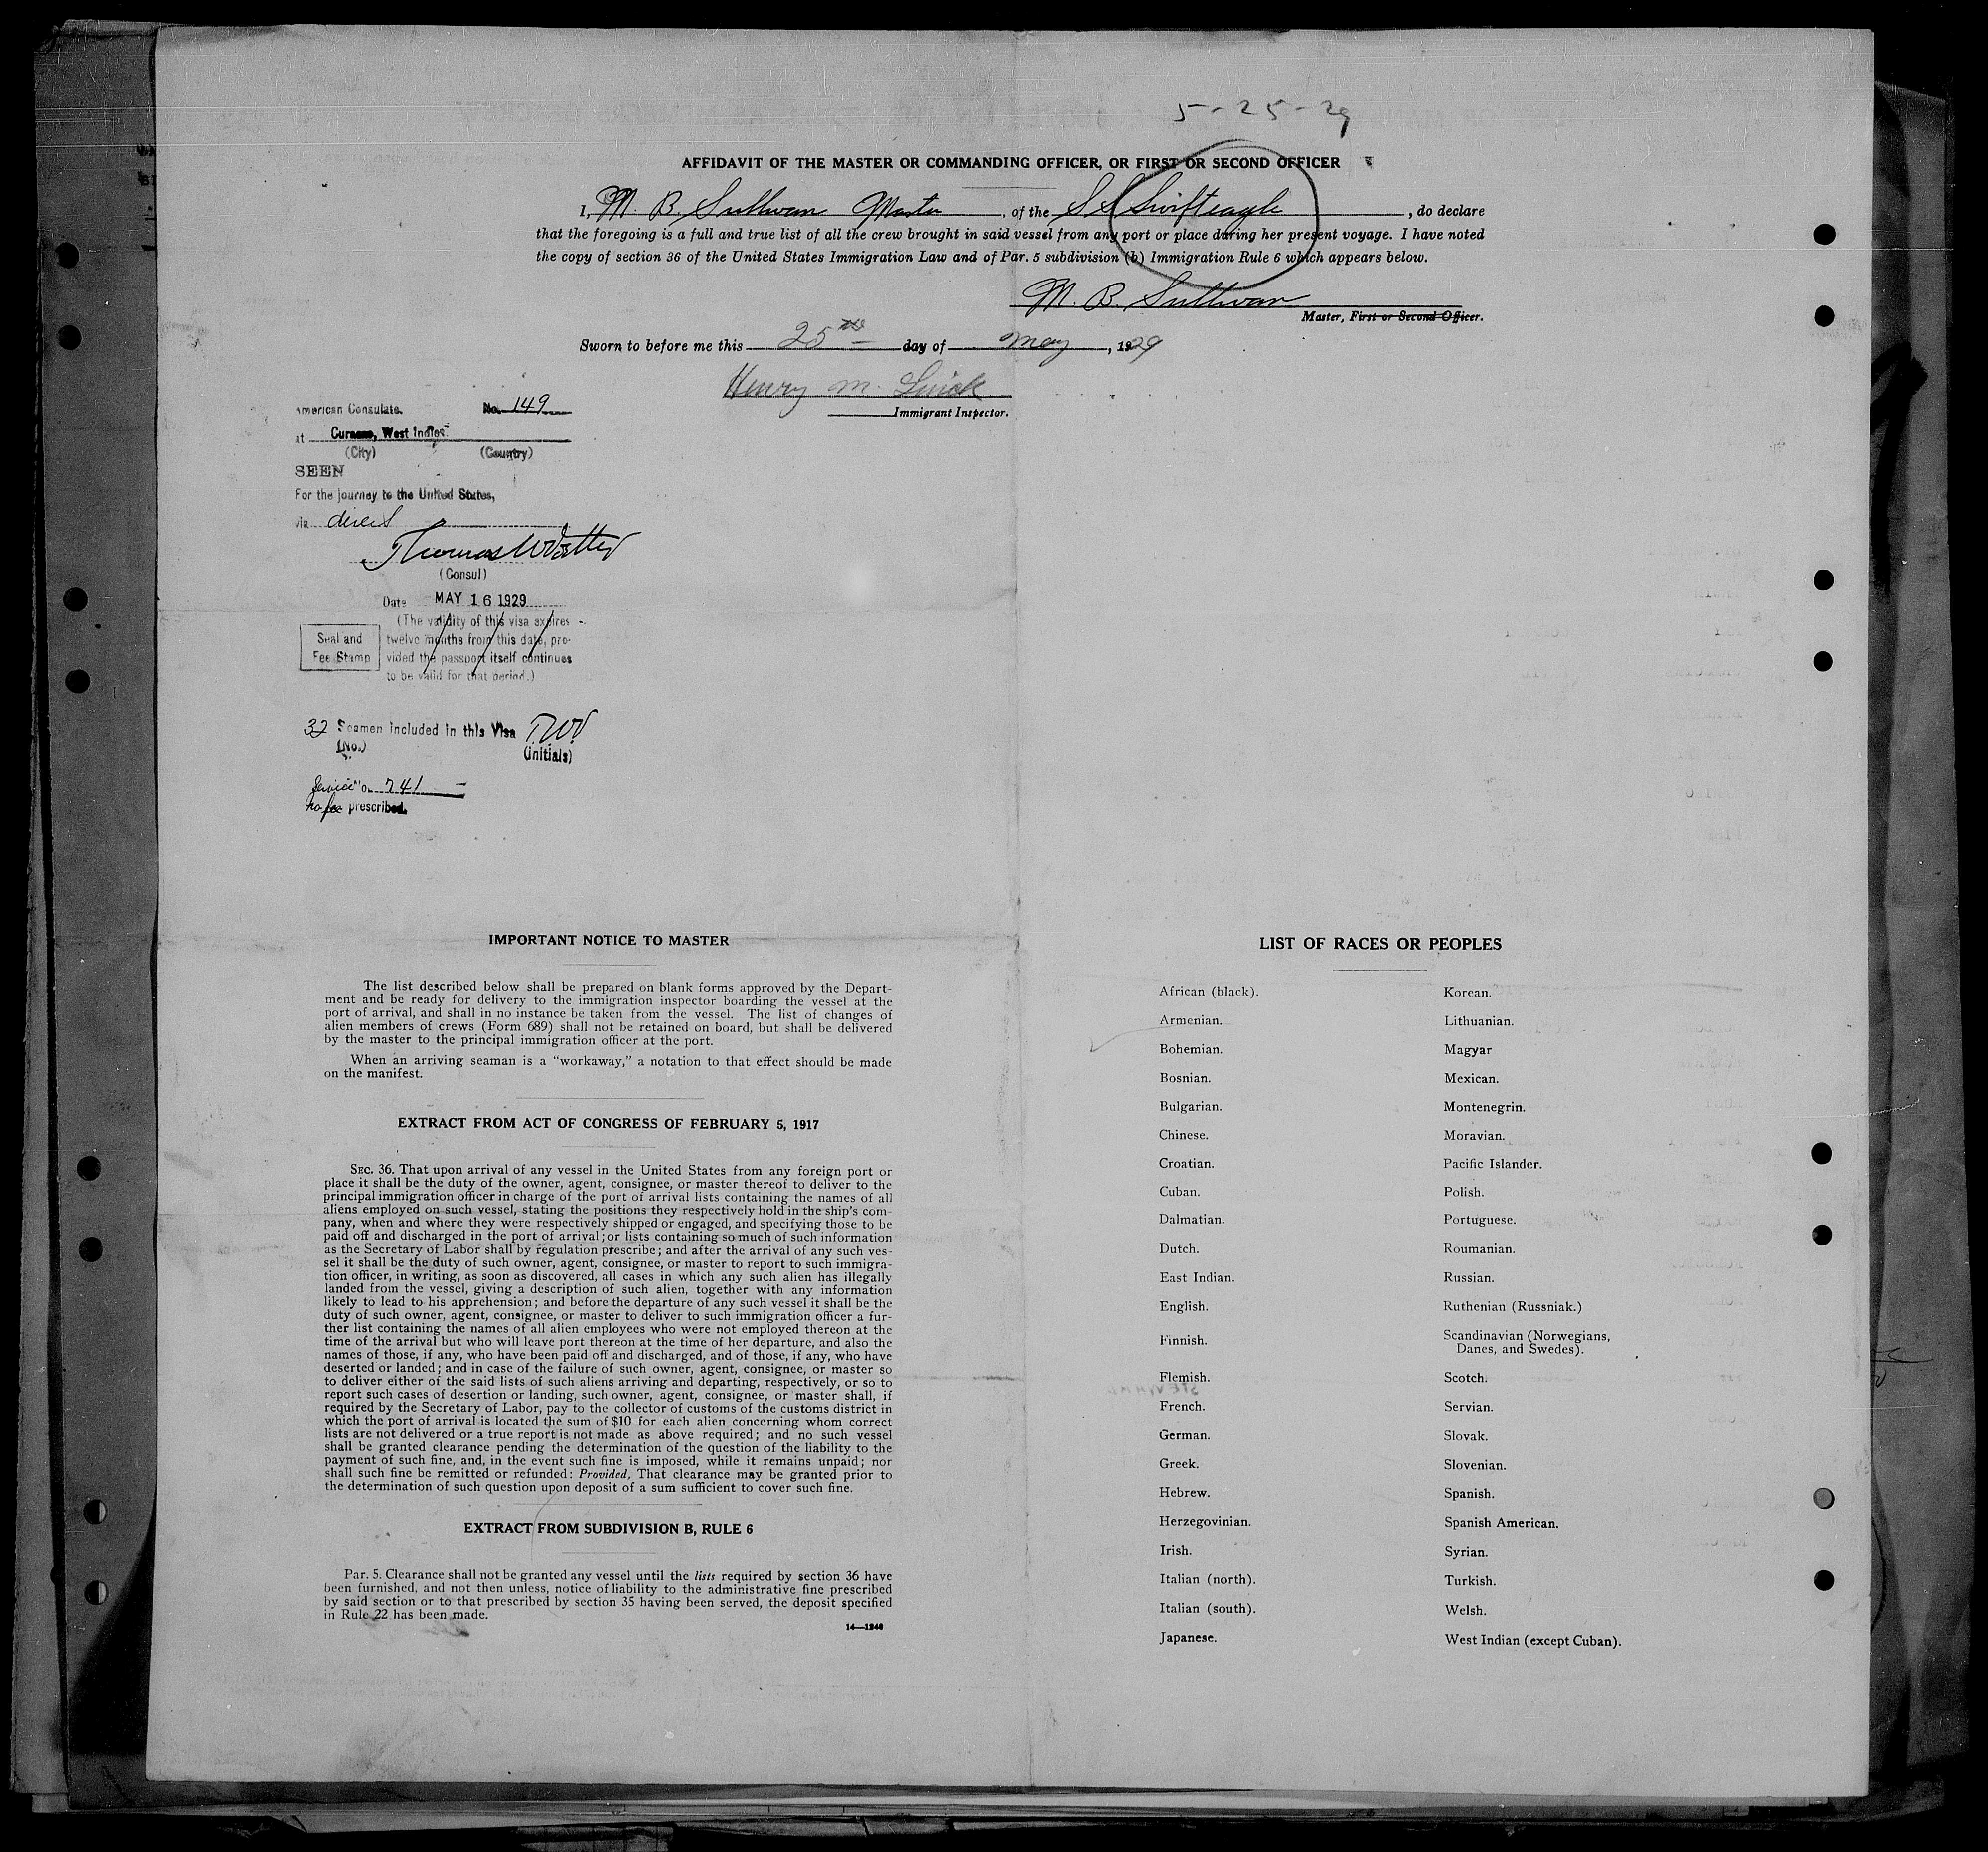 5-25-29
AFFIDAVIT OF THE MASTER OR COMMANDING OFFICER, OR FIRST OR SECOND OFFICER
I, M. B. Sullivan Master, of the S S Swifteagle, do declare
that the foregoing is a full and true list of all the crew brought in said vessel from any port or place during her present voyage. I have noted
the copy of section 36 of the United States Immigration Law and of Par. 5 subdivision (b) Immigration Rule 6 which appears below.
M. B. Sullivan
Master, First or Second Officer.
Sworn to before me this 25th day of May, 1929
Henry M.
Immigrant Inspector.
American Consulate, No. 149
at Curacao, West Indies
(City) (Country)
SEEN
For the journey to the United States,
via direct
Thomas W
(Consul)
Date MAY 16 1929
(The validity of this visa expires
twelve months from this date, pro-
vided the passport itself continues
to be valid for that period.)
Seal and
Fee Stamp
32 Seamen included in this Visa
(No.) (initials)
Service No. 741
no fee prescribed.
IMPORTANT NOTICE TO MASTER
The list described below shall be prepared on blank forms approved by the Depart-
ment and be ready for delivery to the immigration inspector boarding the vessel at the
port of arrival, and shall in no instance be taken from the vessel. The list of changes of
alien members of crews (Form 689) shall not be retained on board, but shall be delivered
by the master to the principal immigration officer at the port.
When an arriving seaman is a "workaway," a notation to that effect should be made
on the manifest.
EXTRACT FROM ACT OF CONGRESS OF FEBRUARY 5, 1917
SEC. 36. That upon arrival of any vessel in the United States from any foreign port or
place it shall be the duty of the owner, agent, consignee, or master thereof to deliver to the
principal immigration officer in charge of the port of arrival lists containing the names of all
aliens employed on such vessel, stating the positions they respectively hold in the ship's com-
pany, when and where they were respectively shipped or engaged, and specifying those to be
paid off and discharged in the port of arrival; or lists containing so much of such information
as the Secretary of Labor shall by regulation prescribe; and after the arrival of any such ves-
sel it shall be the duty of such owner, agent, consignee, or master to report to such immigra-
tion officer, in writing, as soon as discovered, all cases in which any such alien has illegally
landed from the vessel, giving a description of such alien, together with any information
likely to lead to his apprehension; and before the departure of any such vessel it shall be the
duty of such owner, agent, consignee, or master to deliver to such immigration officer a fur-
ther list containing the names of all alien employees who were not employed thereon at the
time of the arrival but who will leave port thereon at the time of her departure, and also the
names of those, if any, who have been paid off and discharged, and of those, if any, who have
deserted or landed; and in case of the failure of such owner, agent, consignee, or master so
to deliver either of the said lists of such aliens arriving and departing, respectively, or so to
report such cases of desertion or landing, such owner, agent, consignee, or master shall, if
required by the Secretary of Labor, pay to the collector of customs of the customs district in
which the port of arrival is located the sum of $10 for each alien concerning whom correct
lists are not delivered or a true report is not made as above required; and no such vessel
shall be granted clearance pending the determination of the question of the liability to the
payment of such fine, and, in the event such fine is imposed, while it remains unpaid; nor
shall such fine be remitted or refunded: Provided, That clearance may be granted prior to
the determination of such question upon deposit of a sum sufficient to cover such fine.
EXTRACT FROM SUBDIVISION B, RULE 6
Par. 5. Clearance shall not be granted any vessel until the lists required by section 36 have
been furnished, and not then unless, notice of liability to the administrative fine prescribed
by said section or to that prescribed by section 35 having been served, the deposit specified
in Rule 22 has been made.
14—1240
LIST OF RACES OR PEOPLES
African (black).
Armenian.
Bohemian.
Bosnian.
Bulgarian.
Chinese.
Croatian.
Cuban.
Dalmatian.
Dutch.
East Indian.
English.
Finnish.
Flemish.
French.
German.
Greek.
Hebrew.
Herzegovinian.
Irish.
Italian (north).
Italian (south).
Japanese.
Korean.
Lithuanian.
Magyar
Mexican.
Montenegrin.
Moravian.
Pacific Islander.
Polish.
Portuguese.
Roumanian.
Russian.
Ruthenian (Russniak.)
Scandinavian (Norwegians,
Danes, and Swedes).
Scotch.
Servian.
Slovak.
Slovenian.
Spanish.
Spanish American.
Syrian.
Turkish.
Welsh.
West Indian (except Cuban).